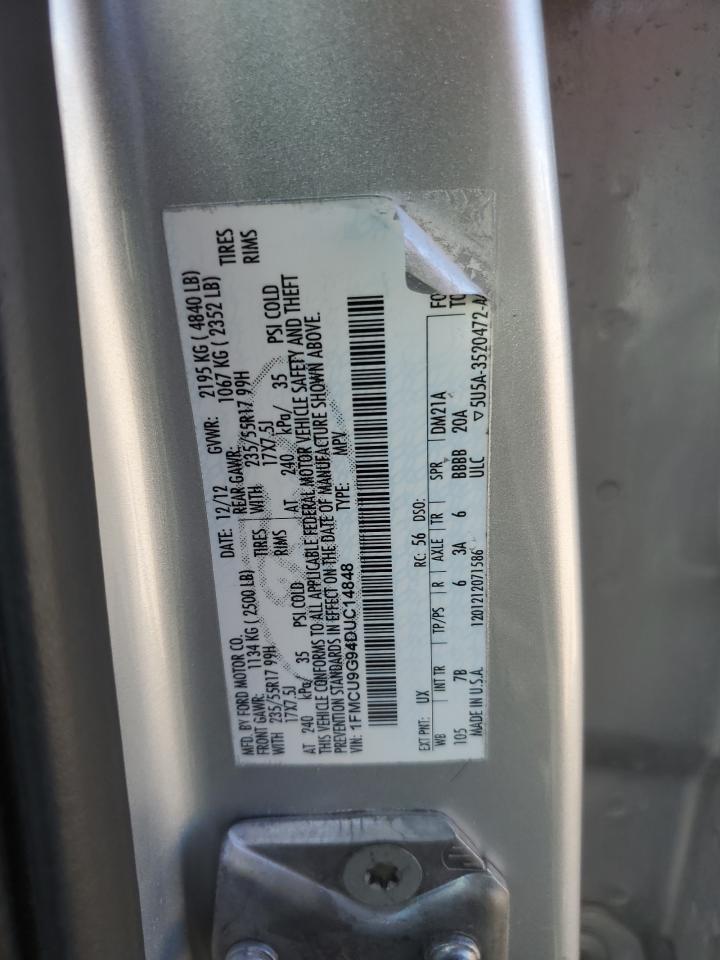 MFD. BY FORD MOTOR CO.
DATE: 12/12 GVWR: 2195 KG ( 4840 LB)
FRONT GAWR: 1134 KG ( 2500 LB) REAR GAWR: 1067 KG ( 2352 LB)
WITH 235/55R17 99H TIRES WITH 235/55R17 99H TIRES
17X7.5J RIMS 17X7.5J RIMS
AT 240 kPa/ 35 PSI COLD AT 240 kPa/ 35 PSI COLD
THIS VEHICLE CONFORMS TO ALL APPLICABLE FEDERAL MOTOR VEHICLE SAFETY AND THEFT
PREVENTION STANDARDS IN EFFECT ON THE DATE OF MANUFACTURE SHOWN ABOVE.
VIN: 1FMCU9G94DUC14848 TYPE: MPV
EXT PNT: UX RC: 56 DSO: FO
WB INT TR TP/PS R AXLE TR SPR DM21A TO
105 7B 6 3A 6 BBBB 20A
MADE IN U.S.A. 1201212071586 ULC ▽5U5A-3520472-A